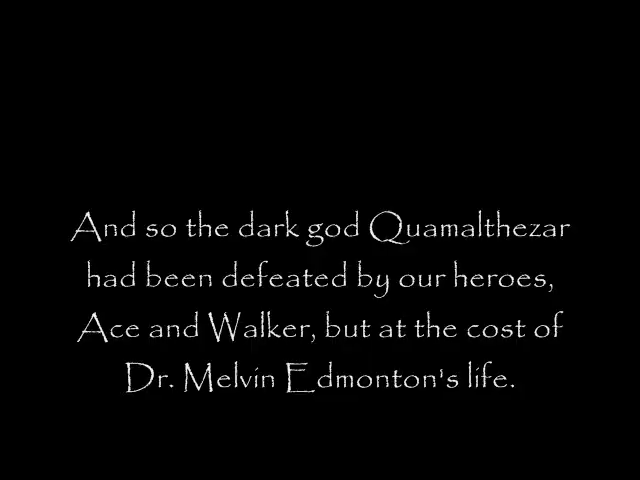 And so the dark god Quamalthezar
had been defeated by our heroes,
Ace and Walker, but at the cost of
Dr. Melvin Edmonton's life.